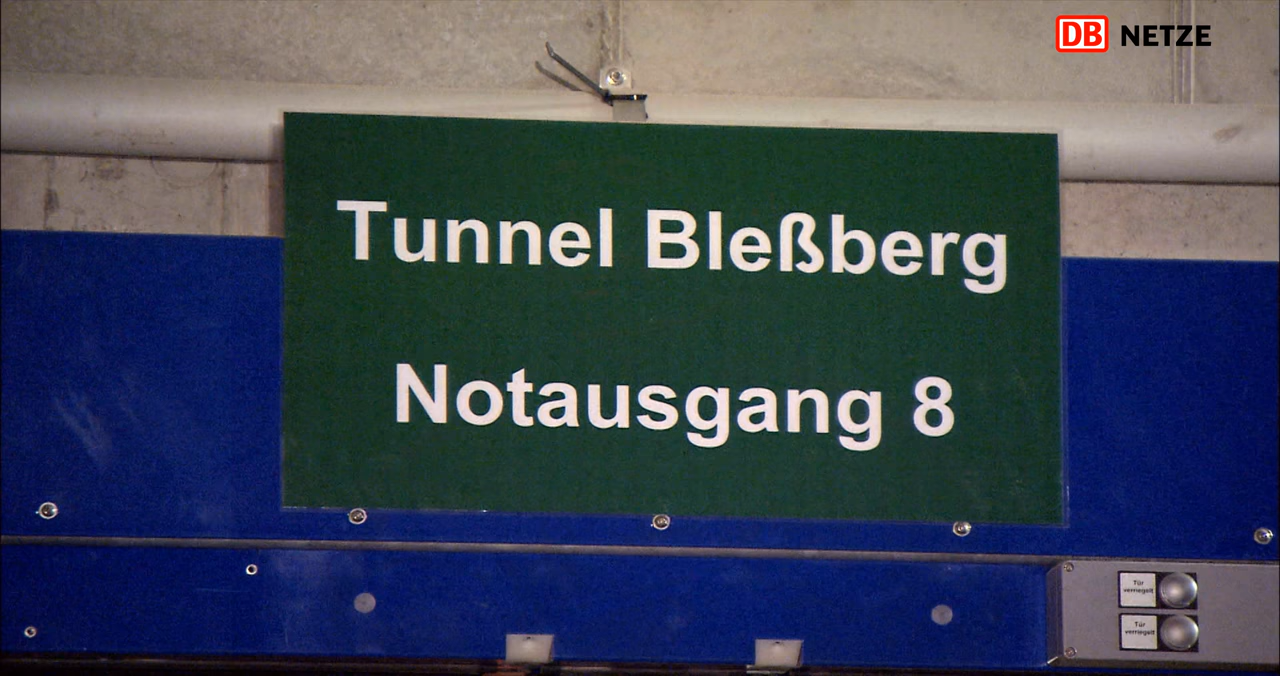 DB NETZE
Tunnel Bleßberg
Notausgang 8
Tür
verriegelt
Tür
verriegelt